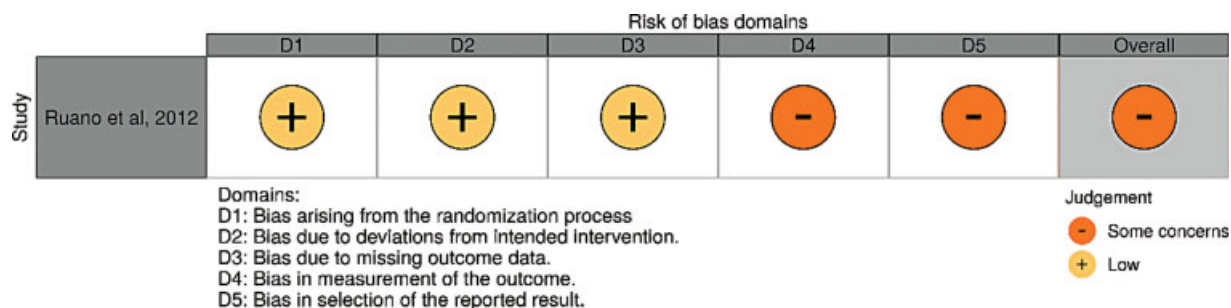 Risk of bias domains
D1 D2 D3 D4 D5 Overall
Study
Ruano et al, 2012
+ + + - - -
Domains:
D1: Bias arising from the randomization process
D2: Bias due to deviations from intended intervention.
D3: Bias due to missing outcome data.
D4: Bias in measurement of the outcome.
D5: Bias in selection of the reported result.
Judgement
- Some concerns
+ Low